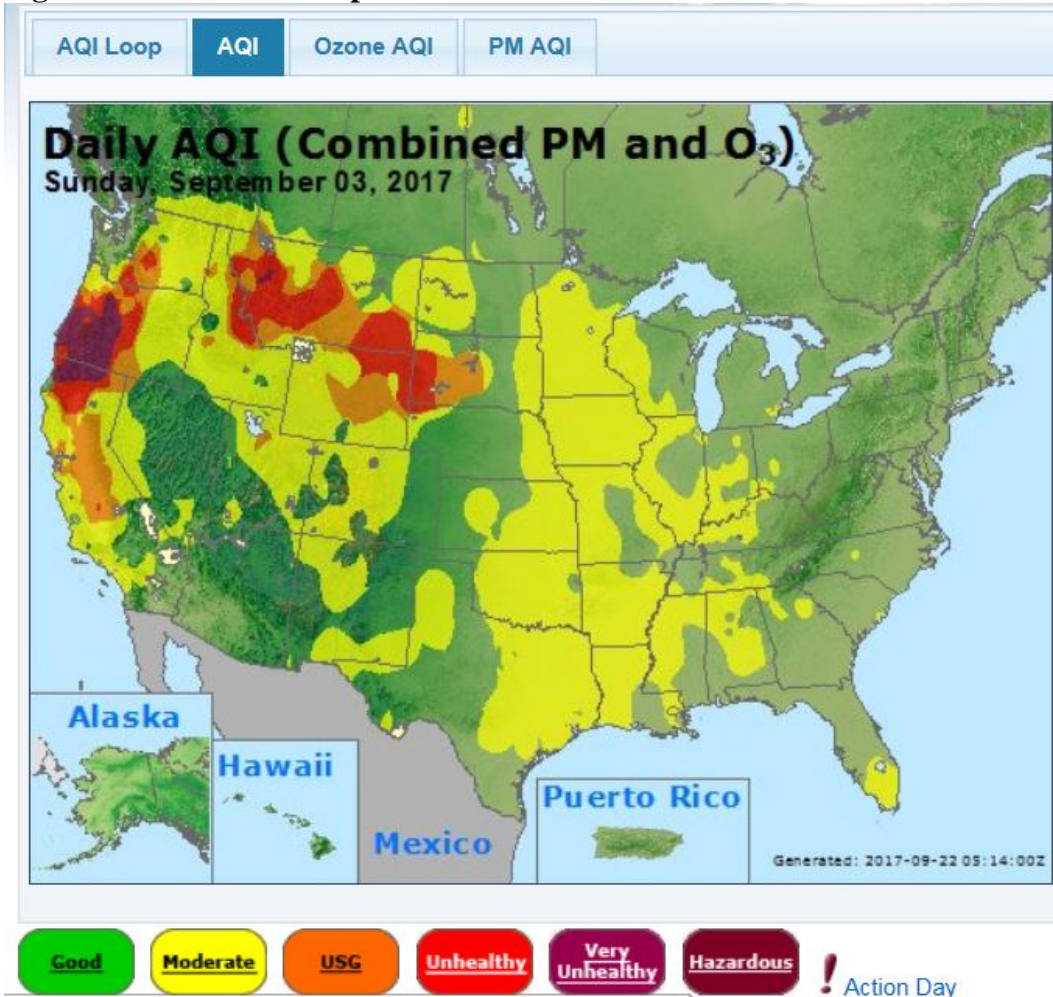 AQI Loop AQI Ozone AQI PM AQI
Daily AQI (Combined PM and O₃)
Sunday, September 03, 2017
Alaska
Hawaii
Puerto Rico
Mexico
Generated: 2017-09-22 05:14:00Z
Good Moderate USG Unhealthy Very Unhealthy Hazardous ! Action Day